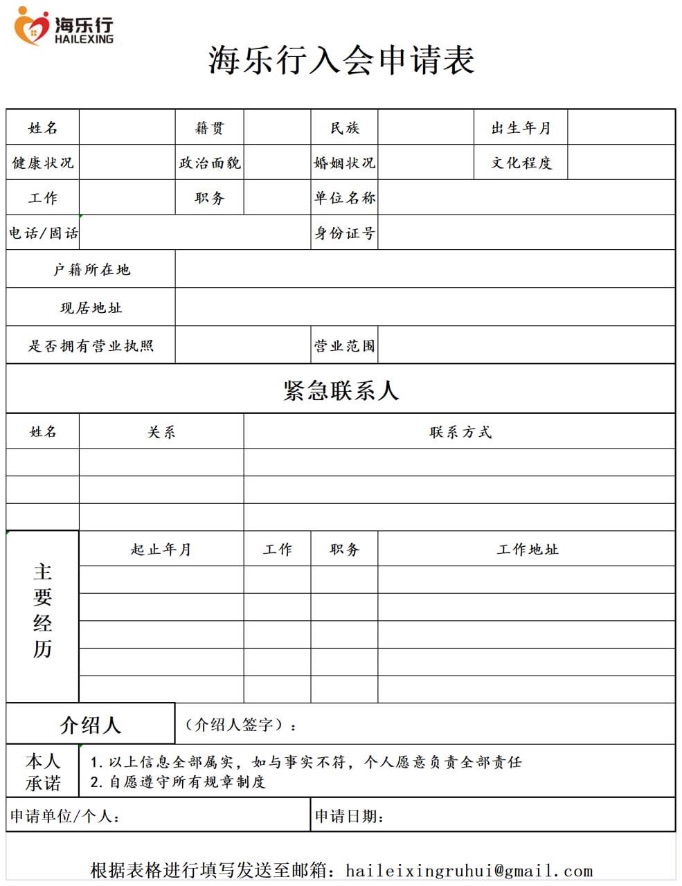 海乐行
HAILEXING
海乐行入会申请表
姓名 籍贯 民族 出生年月
健康状况 政治面貌 婚姻状况 文化程度
工作 职务 单位名称
电话/固话 身份证号
户籍所在地
现居地址
是否拥有营业执照 营业范围
紧急联系人
姓名 关系 联系方式
主要经历
起止年月 工作 职务 工作地址
介绍人 （介绍人签字）：
本人承诺
1.以上信息全部属实，如与事实不符，个人愿意负责全部责任
2.自愿遵守所有规章制度
申请单位/个人： 申请日期：
根据表格进行填写发送至邮箱：haileixingruhui@gmail.com